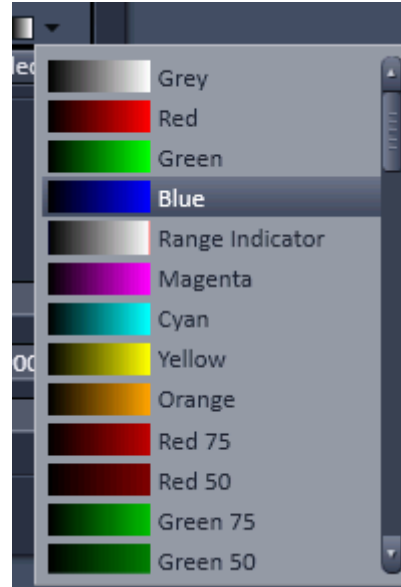 Grey
Red
Green
Blue
Range Indicator
Magenta
Cyan
Yellow
Orange
Red 75
Red 50
Green 75
Green 50